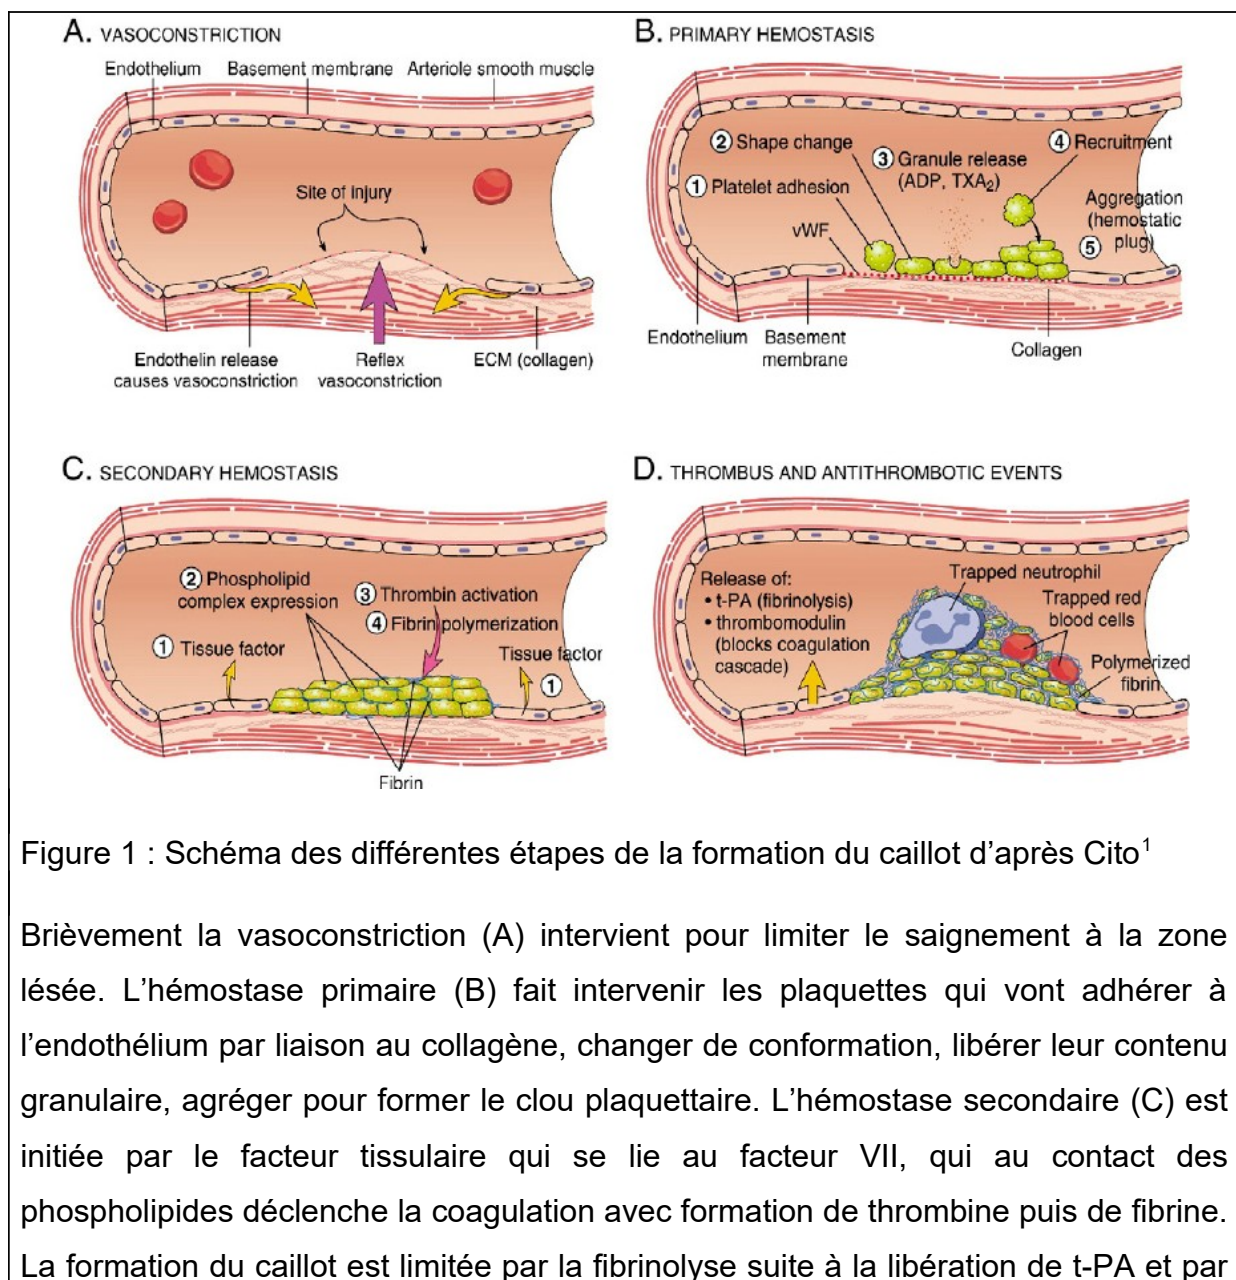 A. VASOCONSTRICTION
Endothelium Basement membrane Arteriole smooth muscle
Site of injury
Endothelin release
causes vasoconstriction
Reflex
vasoconstriction
ECM (collagen)
B. PRIMARY HEMOSTASIS
2 Shape change
3 Granule release
(ADP, TXA2)
4 Recruitment
1 Platelet adhesion
Aggregation
(hemostatic
plug)
5
vWF
Endothelium
Basement
membrane
Collagen
C. SECONDARY HEMOSTASIS
2 Phospholipid
complex expression
3 Thrombin activation
4 Fibrin polymerization
1 Tissue factor
Tissue factor
1
Fibrin
D. THROMBUS AND ANTITHROMBOTIC EVENTS
Release of:
• t-PA (fibrinolysis)
• thrombomodulin
(blocks coagulation
cascade)
Trapped neutrophil
Trapped red
blood cells
Polymerized
fibrin
Figure 1 : Schéma des différentes étapes de la formation du caillot d’après Cito1
Brièvement la vasoconstriction (A) intervient pour limiter le saignement à la zone
lésée. L’hémostase primaire (B) fait intervenir les plaquettes qui vont adhérer à
l’endothélium par liaison au collagène, changer de conformation, libérer leur contenu
granulaire, agréger pour former le clou plaquettaire. L’hémostase secondaire (C) est
initiée par le facteur tissulaire qui se lie au facteur VII, qui au contact des
phospholipides déclenche la coagulation avec formation de thrombine puis de fibrine.
La formation du caillot est limitée par la fibrinolyse suite à la libération de t-PA et par